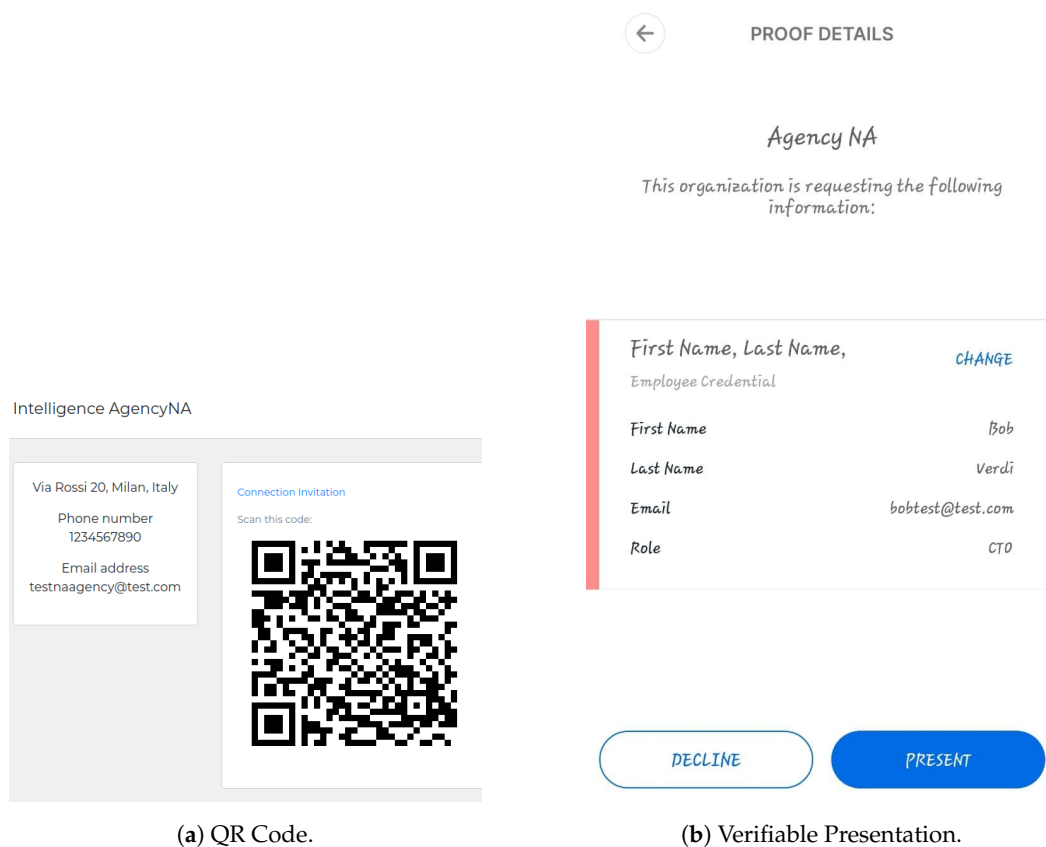 Intelligence AgencyNA
Via Rossi 20, Milan, Italy
Phone number
1234567890
Email address
testnaagency@test.com
Connection Invitation
Scan this code:
(a) QR Code.
PROOF DETAILS
Agency NA
This organization is requesting the following
information:
First Name, Last Name,
CHANGE
Employee Credential
First Name Bob
Last Name Verdi
Email bobtest@test.com
Role CTO
DECLINE PRESENT
(b) Verifiable Presentation.